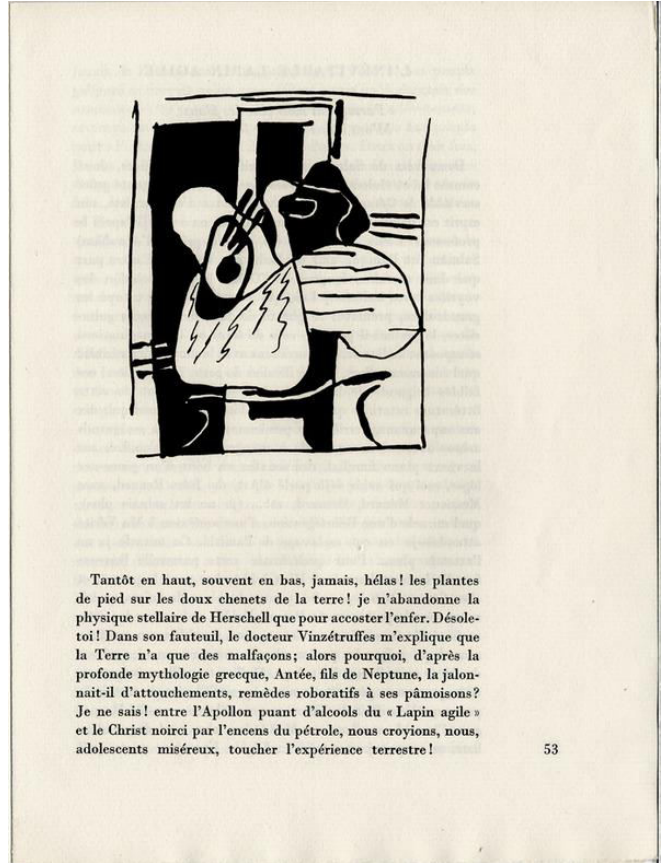 Tantôt en haut, souvent en bas, jamais, hélas ! les plantes
de pied sur les doux chenets de la terre ! je n'abandonne la
physique stellaire de Herschell que pour accoster l'enfer. Désole-
toi ! Dans son fauteuil, le docteur Vinzétruffes m'explique que
la Terre n'a que des malfaçons ; alors pourquoi, d'après la
profonde mythologie grecque, Antée, fils de Neptune, la jalon-
nait-il d'attouchements, remèdes roboratifs à ses pâmoisons ?
Je ne sais ! entre l'Apollon puant d'alcools du « Lapin agile »
et le Christ noirci par l'encens du pétrole, nous croyions, nous,
adolescents miséreux, toucher l'expérience terrestre !
53